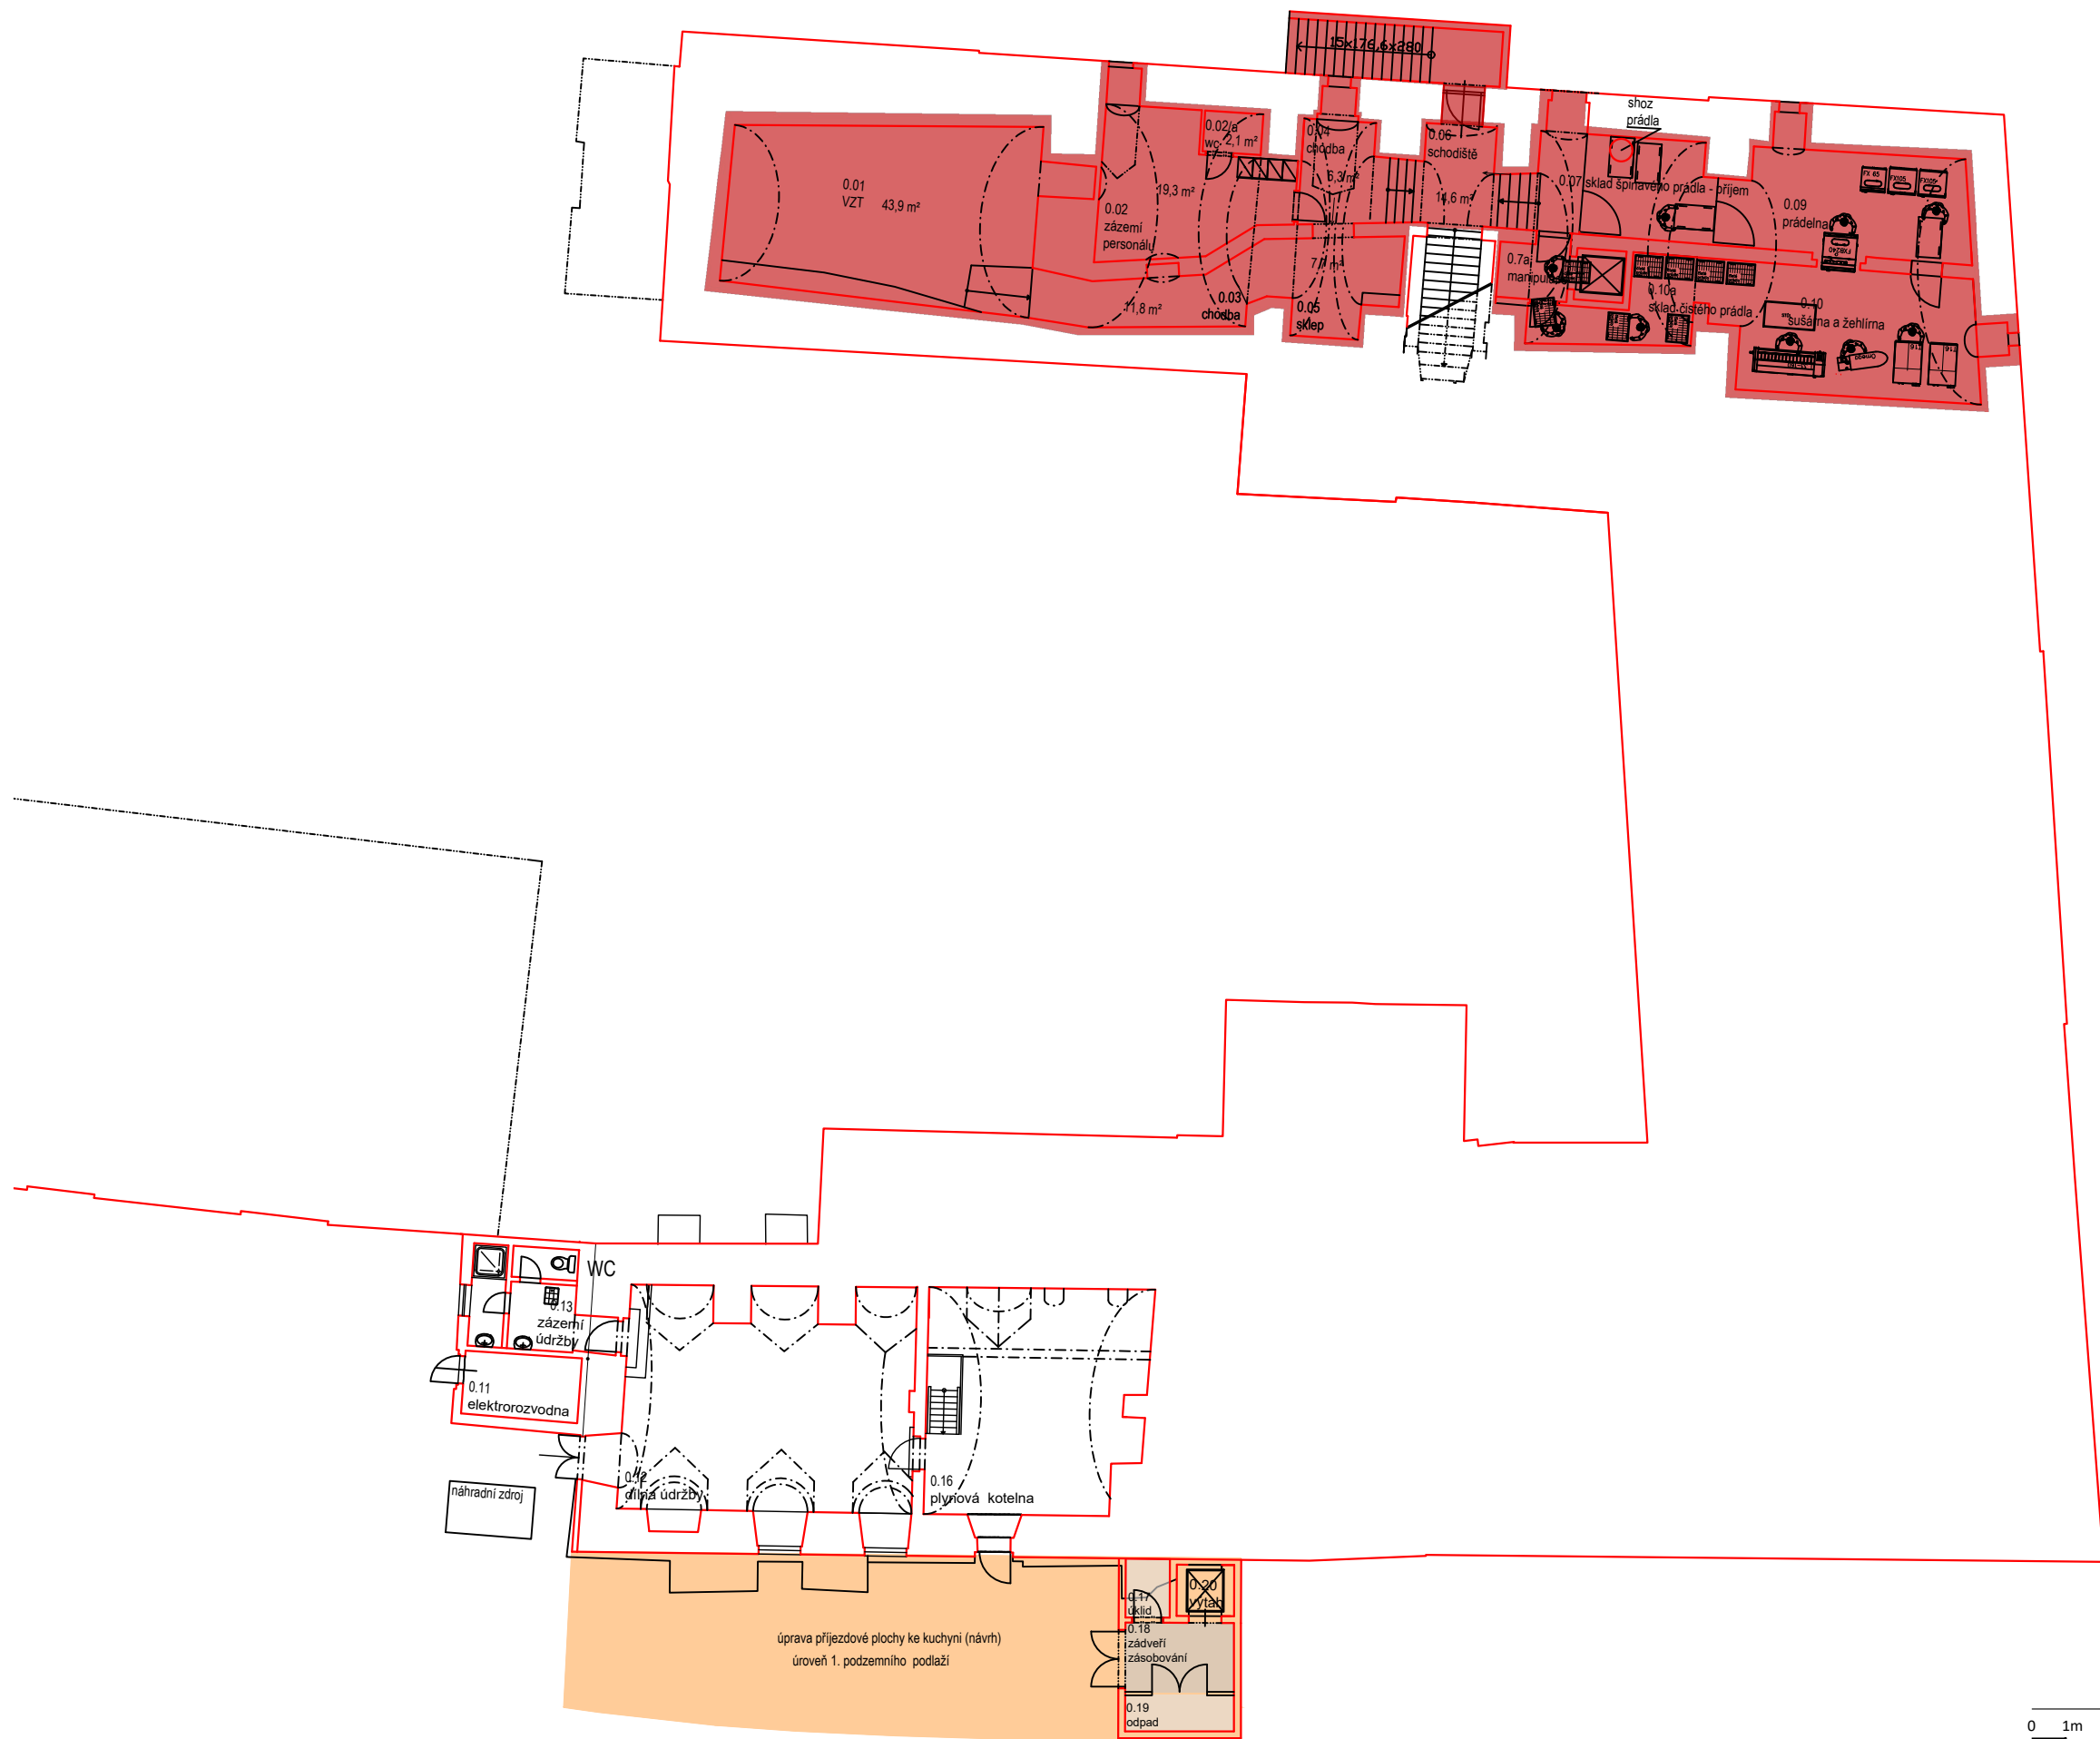 15x176,6x280
shoz
prádla
0.01
VZT 43,9 m²
0.02/a
wc 2,1 m²
19,3 m²
0.02
zázemí
personálu
11,8 m²
0.03
chodba
0.04
chodba
6,3 m²
0.05
sklep
0.06
schodiště
14,6 m²
0.07 sklad špinavého prádla - příjem
0.7a
0.09
prádelna
FX 65
FX105
0.10a
sklad čistého prádla
0.10
sušárna a žehlírna
WC
0.13
zázemí
údržby
0.11
elektrorozvodna
náhradní zdroj
0.12
dílna údržby
0.16
plynová kotelna
0.17
úklid
0.20
výtah
0.18
zádveří
zásobování
0.19
odpad
úprava příjezdové plochy ke kuchyni (návrh)
úroveň 1. podzemního podlaží
0 1m